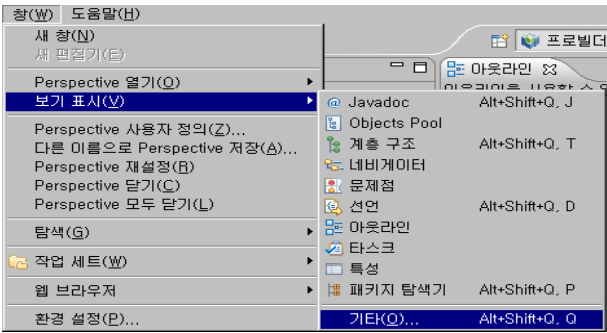 창(W) 도움말(H)
새 창(N)
새 편집기(E)
Perspective 열기(O)
보기 표시(V)
Perspective 사용자 정의(Z)...
다른 이름으로 Perspective 저장(A)...
Perspective 재설정(R)
Perspective 닫기(C)
Perspective 모두 닫기(L)
탐색(G)
작업 세트(W)
웹 브라우저
환경 설정(P)...
프로빌더
아웃라인
@ Javadoc Alt+Shift+Q, J
Objects Pool
계층 구조 Alt+Shift+Q, T
네비게이터
문제점
선언 Alt+Shift+Q, D
아웃라인
타스크
특성
패키지 탐색기 Alt+Shift+Q, P
기타(O)... Alt+Shift+Q, Q